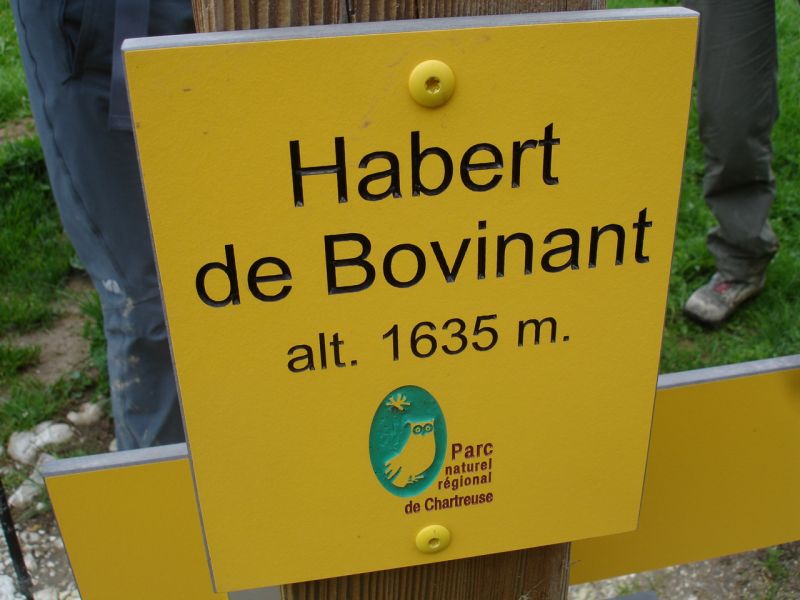 Habert
de Bovinant
alt. 1635 m.
Parc
naturel
régional
de Chartreuse